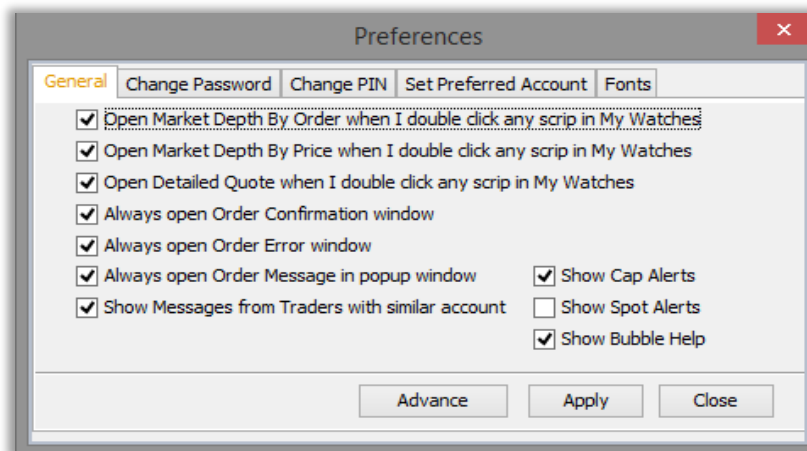 Preferences
General Change Password Change PIN Set Preferred Account Fonts
Open Market Depth By Order when I double click any scrip in My Watches
Open Market Depth By Price when I double click any scrip in My Watches
Open Detailed Quote when I double click any scrip in My Watches
Always open Order Confirmation window
Always open Order Error window
Always open Order Message in popup window Show Cap Alerts
Show Messages from Traders with similar account Show Spot Alerts
Show Bubble Help
Advance Apply Close